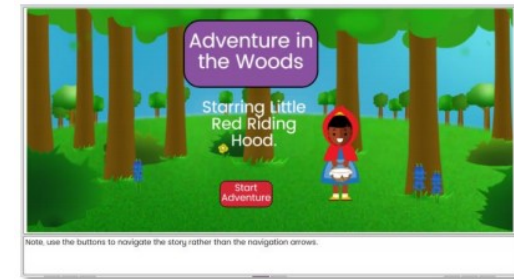 Adventure in
the Woods
Starring Little
Red Riding
Hood.
Start
Adventure
Note, use the buttons to navigate the story rather than the navigation arrows.